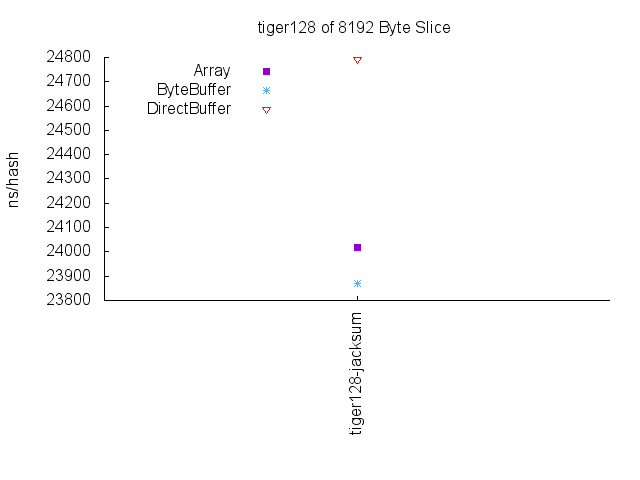 tiger128 of 8192 Byte Slice
24800
24700
24600
24500
24400
24300
24200
24100
24000
23900
23800
ns/hash
Array
ByteBuffer
DirectBuffer
tiger128-jacksum